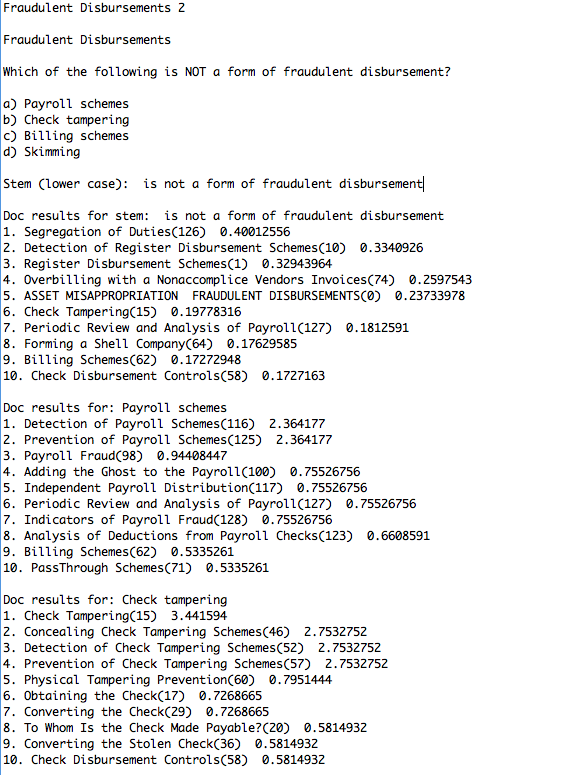 Fraudulent Disbursements 2
Fraudulent Disbursements
Which of the following is NOT a form of fraudulent disbursement?
a) Payroll schemes
b) Check tampering
c) Billing schemes
d) Skimming
Stem (lower case):  is not a form of fraudulent disbursement
Doc results for stem:  is not a form of fraudulent disbursement
1. Segregation of Duties(126)  0.40012556
2. Detection of Register Disbursement Schemes(10)  0.3340926
3. Register Disbursement Schemes(1)  0.32943964
4. Overbilling with a Nonaccomplice Vendors Invoices(74)  0.2597543
5. ASSET MISAPPROPRIATION  FRAUDULENT DISBURSEMENTS(0)  0.23733978
6. Check Tampering(15)  0.19778316
7. Periodic Review and Analysis of Payroll(127)  0.1812591
8. Forming a Shell Company(64)  0.17629585
9. Billing Schemes(62)  0.17272948
10. Check Disbursement Controls(58)  0.1727163
Doc results for: Payroll schemes
1. Detection of Payroll Schemes(116)  2.364177
2. Prevention of Payroll Schemes(125)  2.364177
3. Payroll Fraud(98)  0.94408447
4. Adding the Ghost to the Payroll(100)  0.75526756
5. Independent Payroll Distribution(117)  0.75526756
6. Periodic Review and Analysis of Payroll(127)  0.75526756
7. Indicators of Payroll Fraud(128)  0.75526756
8. Analysis of Deductions from Payroll Checks(123)  0.6608591
9. Billing Schemes(62)  0.5335261
10. PassThrough Schemes(71)  0.5335261
Doc results for: Check tampering
1. Check Tampering(15)  3.441594
2. Concealing Check Tampering Schemes(46)  2.7532752
3. Detection of Check Tampering Schemes(52)  2.7532752
4. Prevention of Check Tampering Schemes(57)  2.7532752
5. Physical Tampering Prevention(60)  0.7951444
6. Obtaining the Check(17)  0.7268665
7. Converting the Check(29)  0.7268665
8. To Whom Is the Check Made Payable?(20)  0.5814932
9. Converting the Stolen Check(36)  0.5814932
10. Check Disbursement Controls(58)  0.5814932